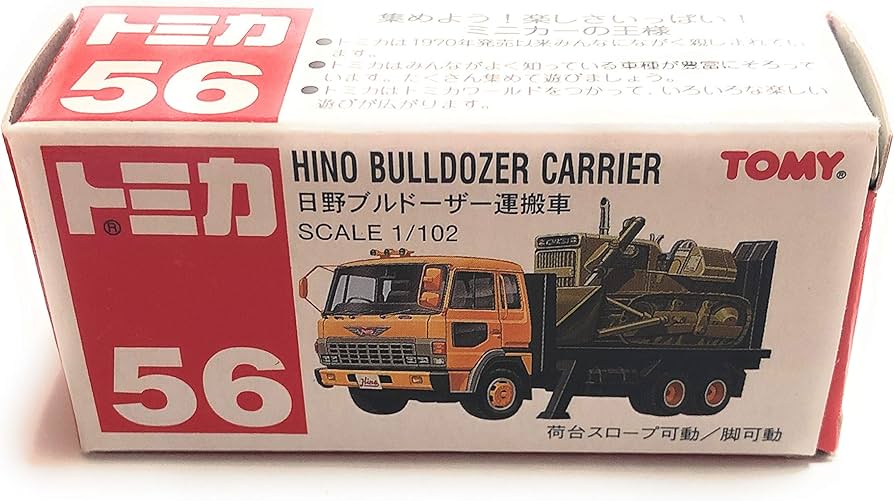 トミカ
56
集めよう!楽しさいっぱい!
ミニカーの王様
●トミカは1970年発売以来みんなにながく親しまれてい
ます。
●トミカはみんながよく知っている車種が豊富にそろって
います。たくさん集めて遊びましょう。
●トミカはトミカワールドをつかって、いろいろな楽しい
遊びが広がります。
トミカ®
56
HINO BULLDOZER CARRIER
日野ブルドーザー運搬車
SCALE 1/102
TOMY®
Hino
荷台スロープ可動/脚可動